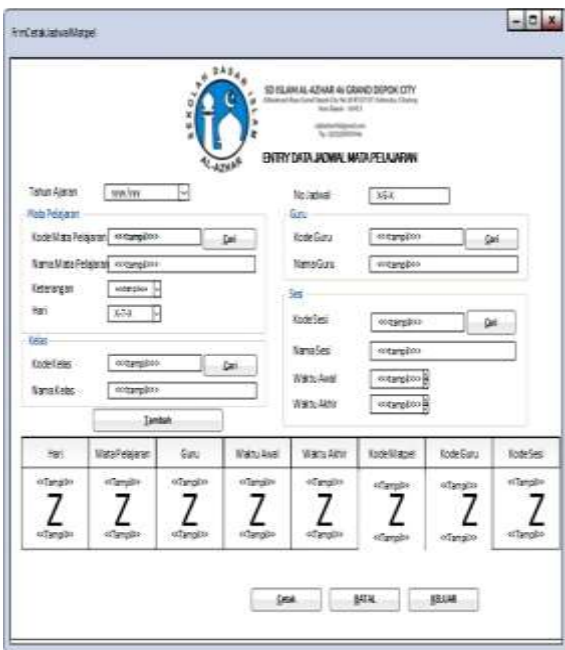 FrmCetakJadwalMatpel
SEKOLAH DASAR ISLAM
AL-AZHAR
SD ISLAM AL-AZHAR 46 GRAND DEPOK CITY
ENTRY DATA JADWAL MATA PELAJARAN
Tahun Ajaran yyyy/yyyy
No Jadwal X-5-X
Mata Pelajaran
Kode Mata Pelajaran <<tampil>> Cari
Nama Mata Pelajaran <<tampil>>
Keterangan <<tampil>>
Hari X-7-X
Guru
Kode Guru <<tampil>> Cari
Nama Guru <<tampil>>
Kelas
Kode Kelas <<tampil>> Cari
Nama Kelas <<tampil>>
Tambah
Sesi
Kode Sesi <<tampil>> Cari
Nama Sesi <<tampil>>
Waktu Awal <<tampil>>
Waktu Akhir <<tampil>>
Hari Mata Pelajaran Guru Waktu Awal Waktu Akhir Kode Matpel Kode Guru Kode Sesi
<<Tampil>> <<Tampil>> <<Tampil>> <<Tampil>> <<Tampil>> <<Tampil>> <<Tampil>> <<Tampil>>
Z Z Z Z Z Z Z Z
<<Tampil>> <<Tampil>> <<Tampil>> <<Tampil>> <<Tampil>> <<Tampil>> <<Tampil>> <<Tampil>>
Cetak BATAL KELUAR